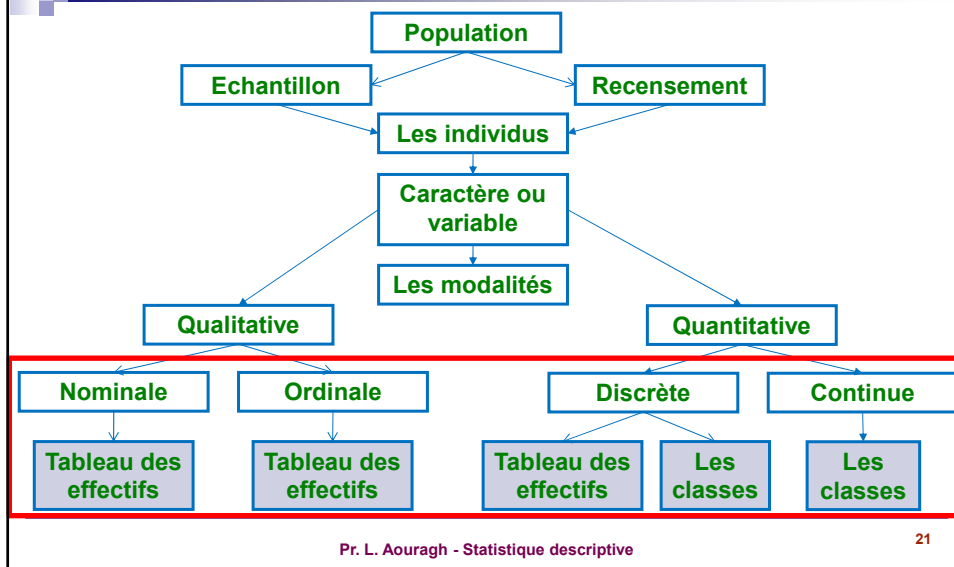 Population
Echantillon
Recensement
Les individus
Caractère ou
variable
Les modalités
Qualitative
Quantitative
Nominale
Ordinale
Discrète
Continue
Tableau des
effectifs
Tableau des
effectifs
Tableau des
effectifs
Les
classes
Les
classes
Pr. L. Aouragh - Statistique descriptive
21